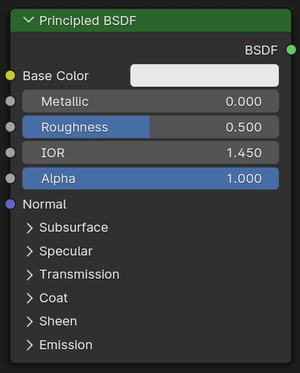 Principled BSDF
BSDF
Base Color
Metallic 0.000
Roughness 0.500
IOR 1.450
Alpha 1.000
Normal
Subsurface
Specular
Transmission
Coat
Sheen
Emission